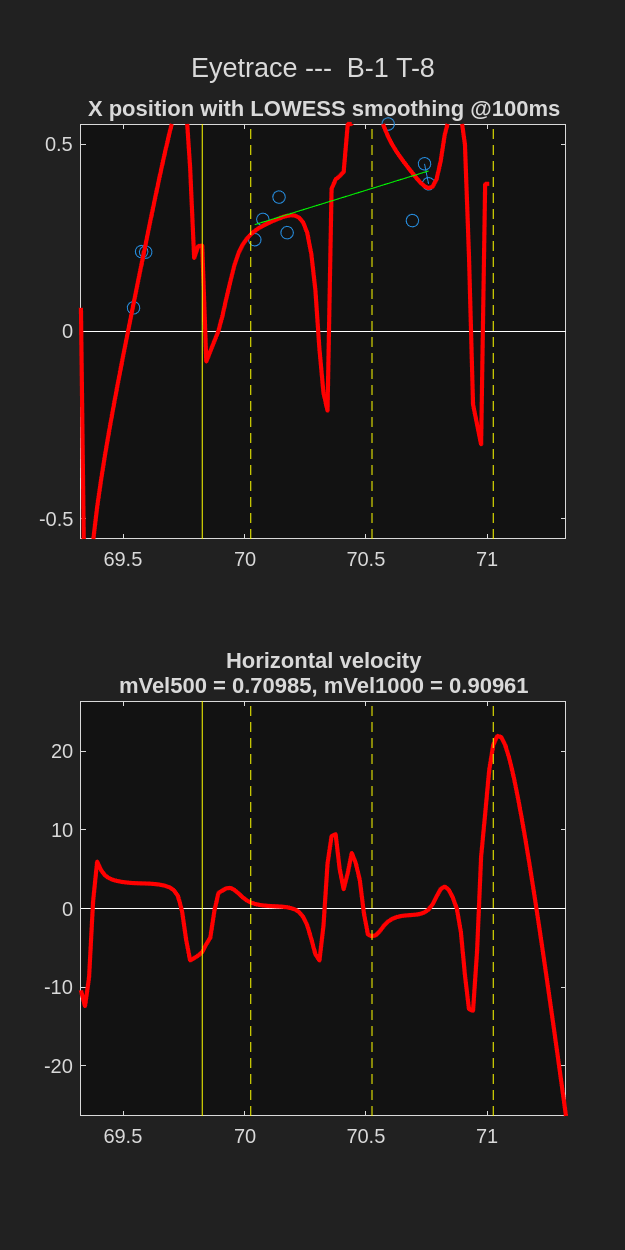 Eyetrace ---  B-1 T-8
X position with LOWESS smoothing @100ms
0.5
0
-0.5
69.5 70 70.5 71
Horizontal velocity
mVel500 = 0.70985, mVel1000 = 0.90961
20
10
0
-10
-20
69.5 70 70.5 71